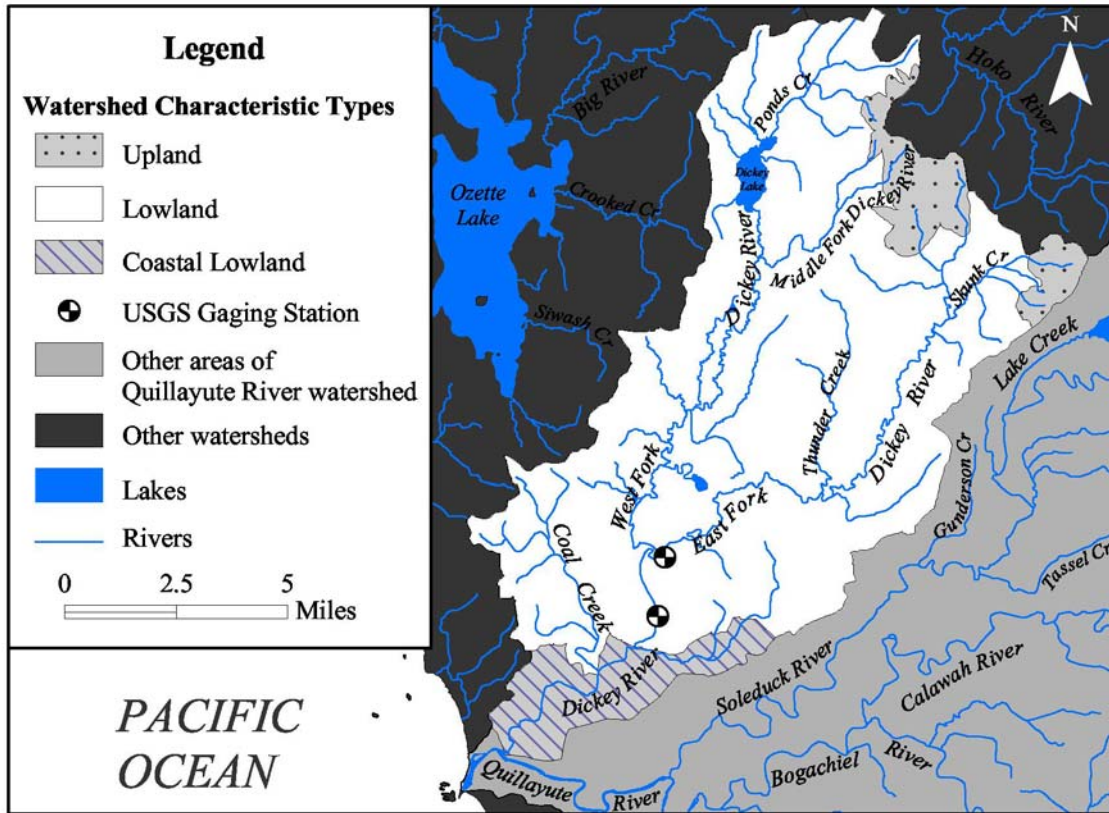 Legend
Watershed Characteristic Types
Upland
Lowland
Coastal Lowland
USGS Gaging Station
Other areas of
Quillayute River watershed
Other watersheds
Lakes
Rivers
0 2.5 5
Miles
N
Hoko
River
Big River
Ponds Cr
Dickey
Lake
Ozette
Lake
Crooked Cr
Middle Fork Dickey River
Dickey River
Skunk Cr
Siwash Cr
Lake Creek
Thunder Creek
Dickey River
West Fork
East Fork
Gunderson Cr
Tassel Cr
Coal Creek
Dickey River
Soleduck River
Calawah River
PACIFIC
OCEAN
Quillayute River
Bogachiel River